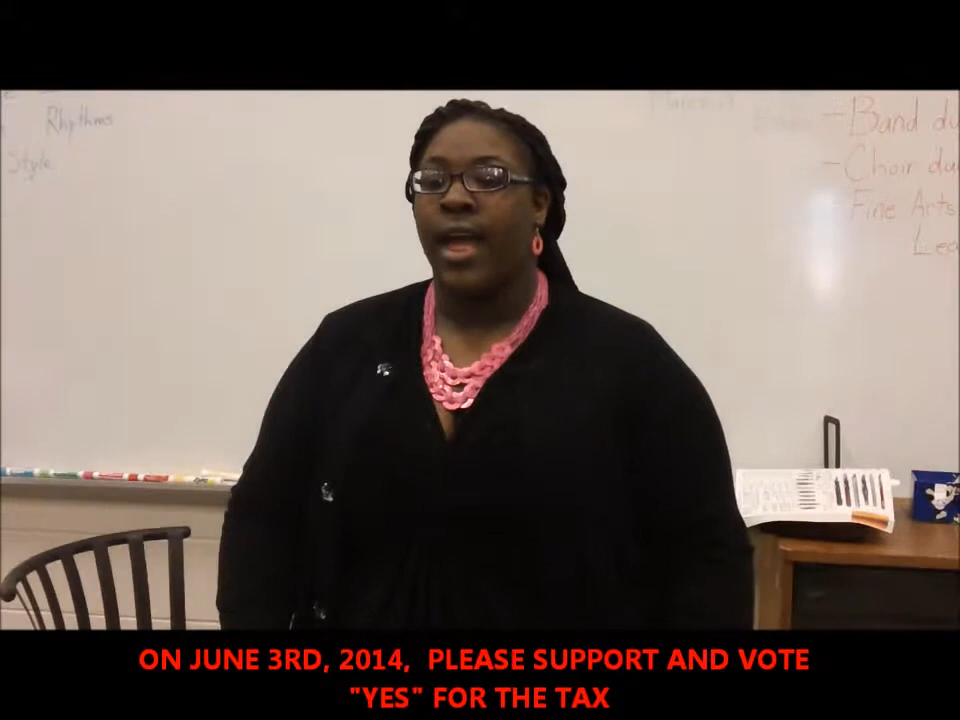 Rhythms
Style
- Band du
- Choir du
Fine Arts
ON JUNE 3RD, 2014, PLEASE SUPPORT AND VOTE
"YES" FOR THE TAX